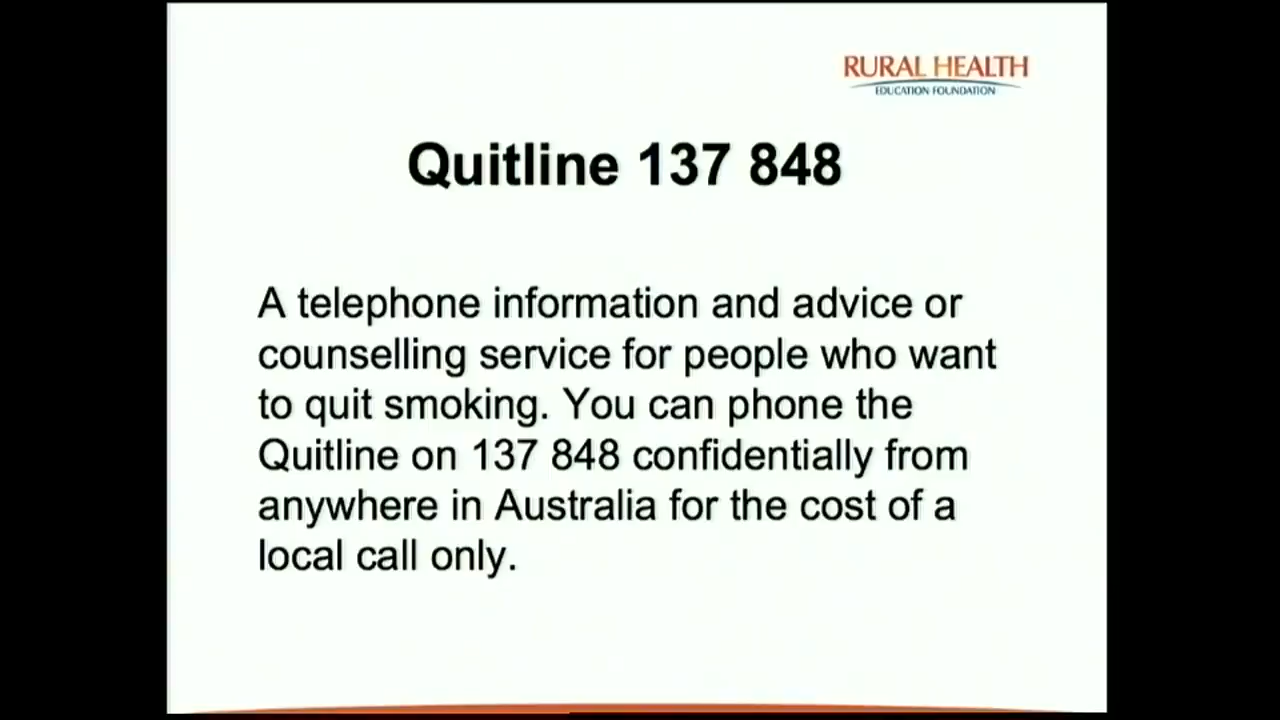 RURAL HEALTH
EDUCATION FOUNDATION
Quitline 137 848
A telephone information and advice or
counselling service for people who want
to quit smoking. You can phone the
Quitline on 137 848 confidentially from
anywhere in Australia for the cost of a
local call only.